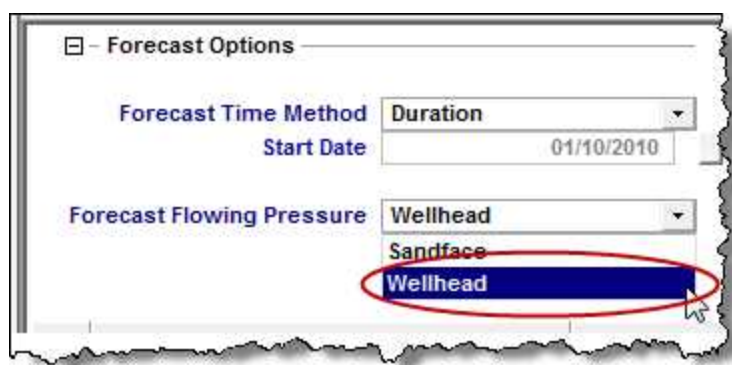 Forecast Options
Forecast Time Method Duration
Start Date 01/10/2010
Forecast Flowing Pressure Wellhead
Sandface
Wellhead